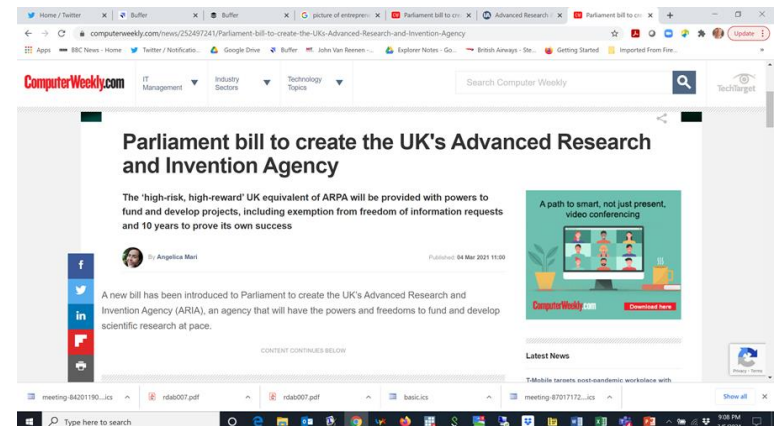 Home / Twitter
Buffer
Buffer
picture of entreprene
Parliament bill to cre
Advanced Research
Parliament bill to cre
computerweekly.com/news/252497241/Parliament-bill-to-create-the-UKs-Advanced-Research-and-Invention-Agency
Update
Apps
BBC News - Home
Twitter / Notificatio...
Google Drive
Buffer
John Van Reenen -...
Explorer Notes - Go...
British Airways - Ste...
Getting Started
Imported From Fire...
ComputerWeekly.com
IT Management
Industry Sectors
Technology Topics
Search Computer Weekly
TechTarget
Parliament bill to create the UK's Advanced Research
and Invention Agency
The 'high-risk, high-reward' UK equivalent of ARPA will be provided with powers to
fund and develop projects, including exemption from freedom of information requests
and 10 years to prove its own success
By Angelica Mari
Published: 04 Mar 2021 11:00
A new bill has been introduced to Parliament to create the UK's Advanced Research and
Invention Agency (ARIA), an agency that will have the powers and freedoms to fund and develop
scientific research at pace.
CONTENT CONTINUES BELOW
A path to smart, not just present,
video conferencing
ComputerWeekly.com
Download here
Latest News
T-Mobile targets post-pandemic workplace with
Privacy - Terms
meeting-84201190....ics
rdab007.pdf
rdab007.pdf
basic.ics
meeting-87017172....ics
Show all
Type here to search
9:08 PM